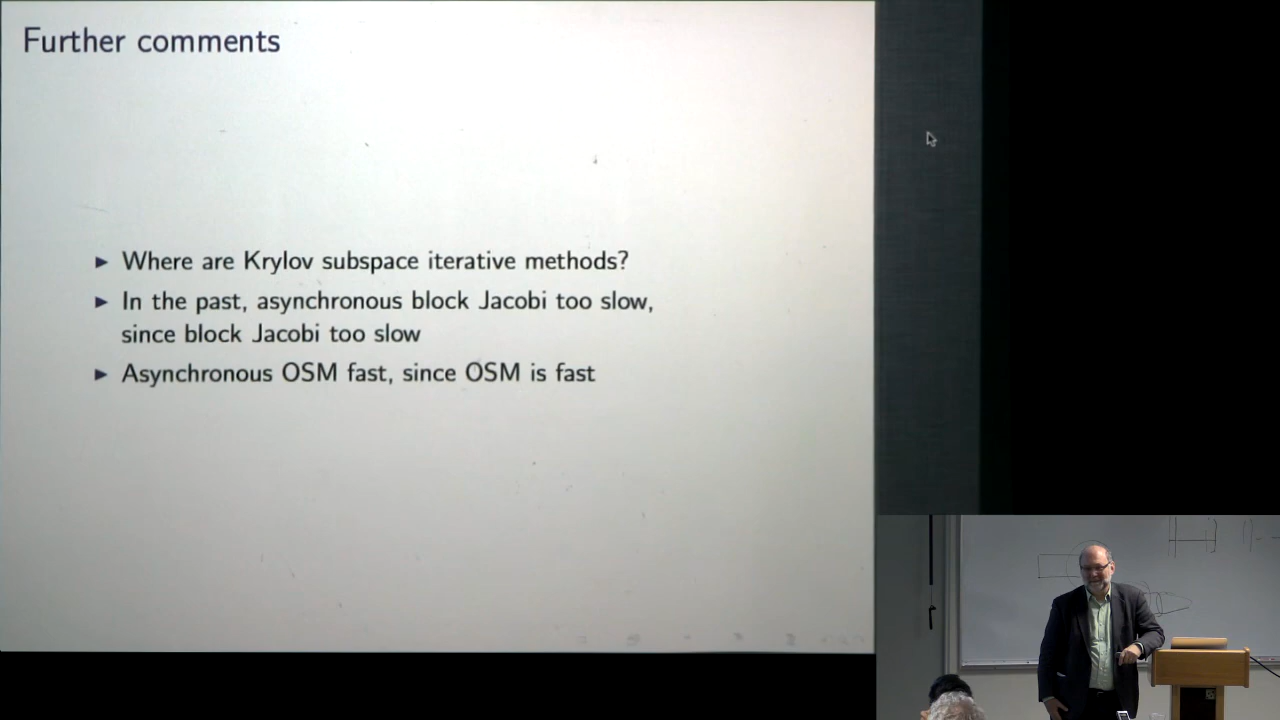 Further comments
▶ Where are Krylov subspace iterative methods?
▶ In the past, asynchronous block Jacobi too slow,
since block Jacobi too slow
▶ Asynchronous OSM fast, since OSM is fast